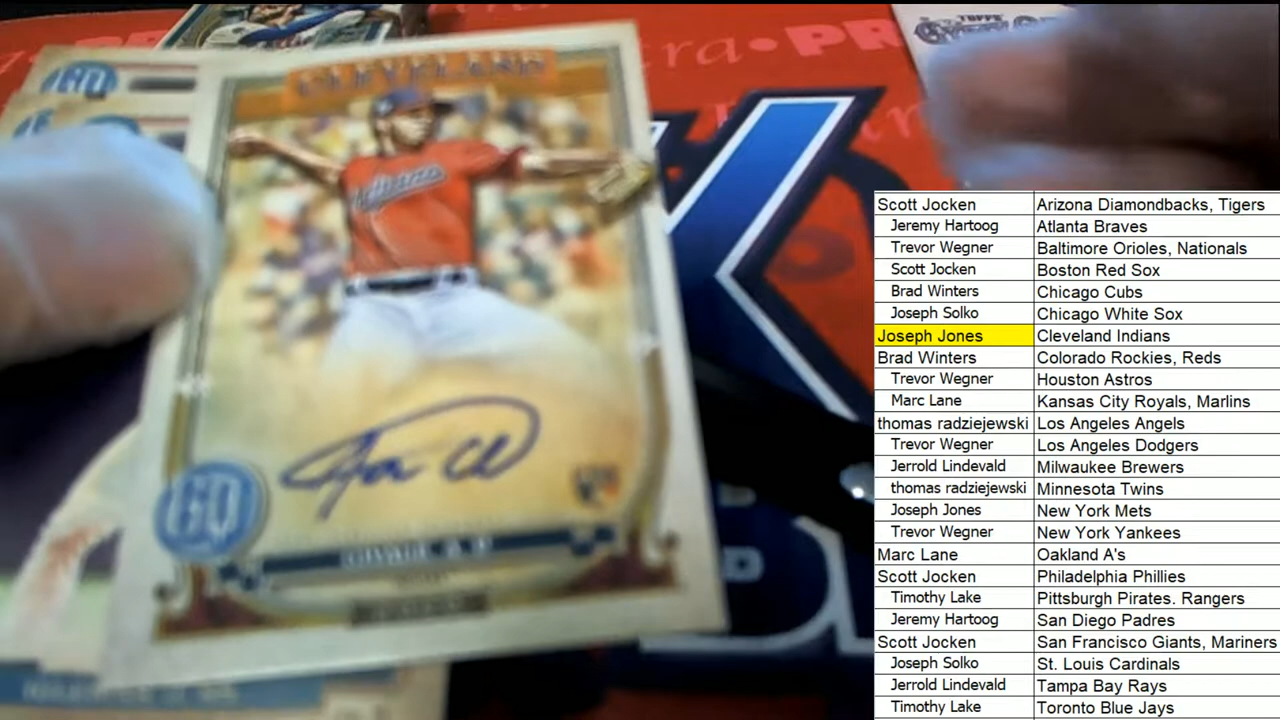 TOPPS
CLEVELAND
Indians
GQ
RC
Scott Jocken Arizona Diamondbacks, Tigers
Jeremy Hartoog Atlanta Braves
Trevor Wegner Baltimore Orioles, Nationals
Scott Jocken Boston Red Sox
Brad Winters Chicago Cubs
Joseph Solko Chicago White Sox
Joseph Jones Cleveland Indians
Brad Winters Colorado Rockies, Reds
Trevor Wegner Houston Astros
Marc Lane Kansas City Royals, Marlins
thomas radziejewski Los Angeles Angels
Trevor Wegner Los Angeles Dodgers
Jerrold Lindevald Milwaukee Brewers
thomas radziejewski Minnesota Twins
Joseph Jones New York Mets
Trevor Wegner New York Yankees
Marc Lane Oakland A's
Scott Jocken Philadelphia Phillies
Timothy Lake Pittsburgh Pirates. Rangers
Jeremy Hartoog San Diego Padres
Scott Jocken San Francisco Giants, Mariners
Joseph Solko St. Louis Cardinals
Jerrold Lindevald Tampa Bay Rays
Timothy Lake Toronto Blue Jays